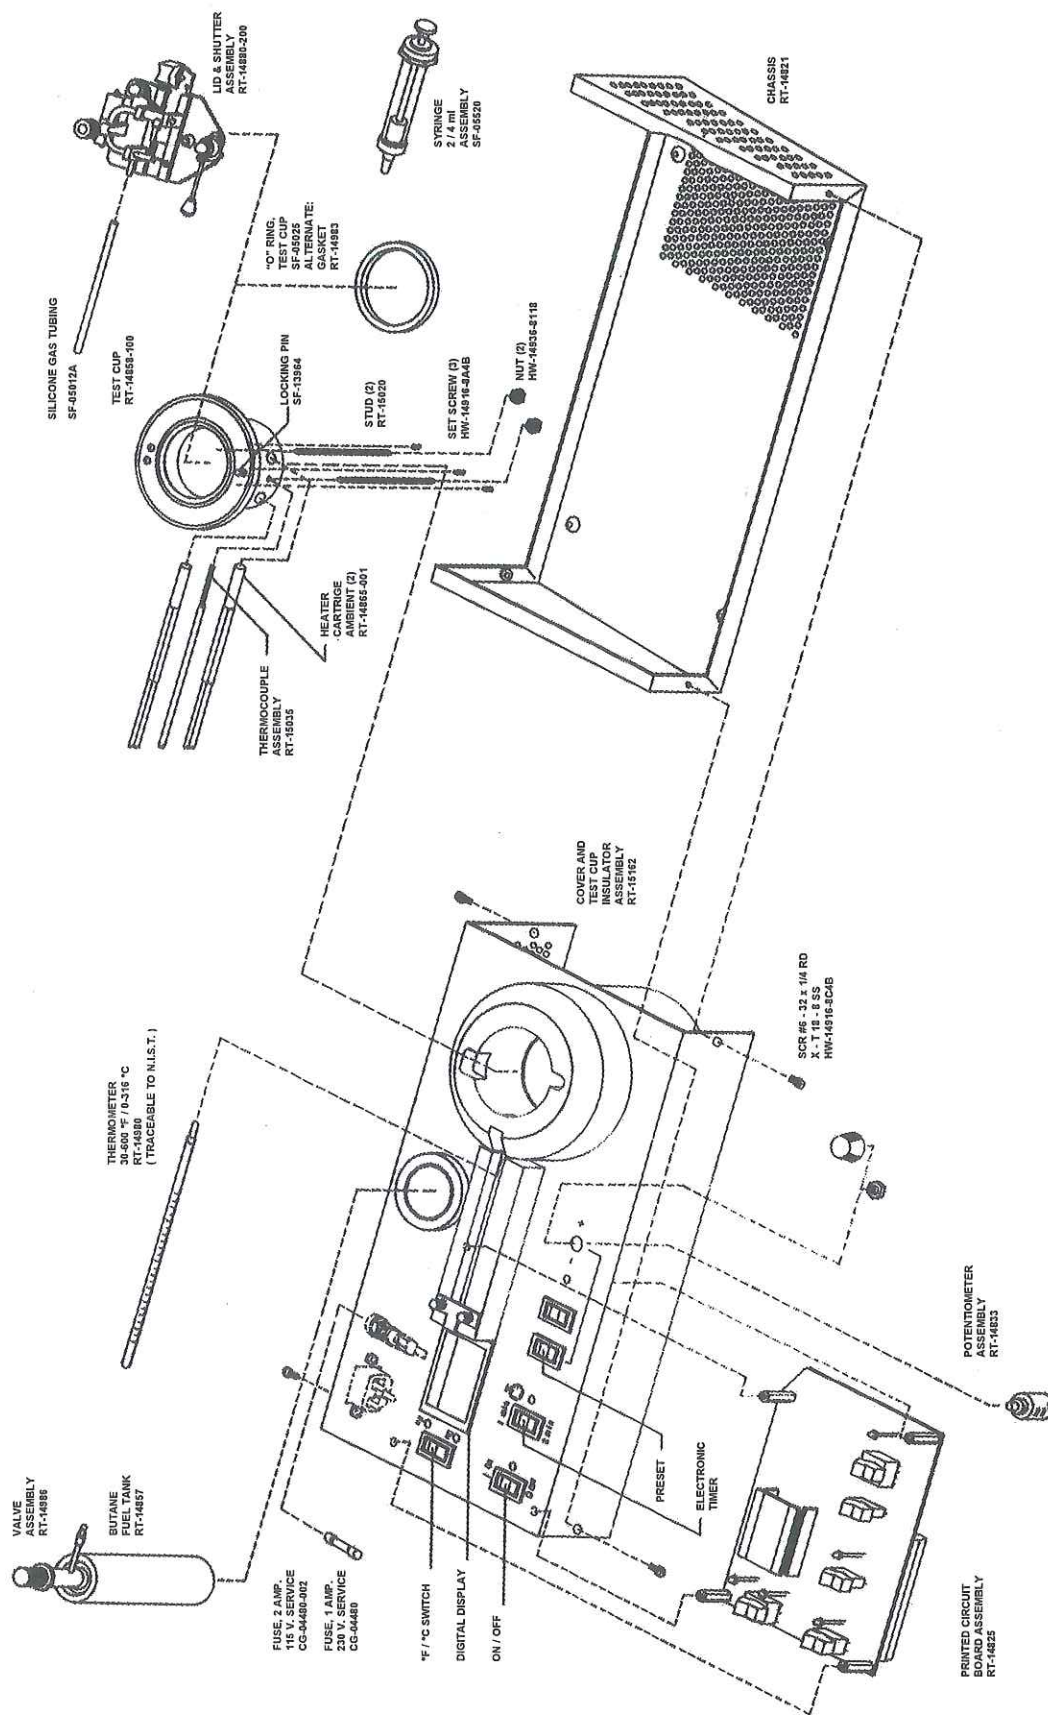 LID & SHUTTER
ASSEMBLY
RT-14880-200
SILICONE GAS TUBING
SF-05012A
SYRINGE
2 / 4 ml
ASSEMBLY
SF-05520
TEST CUP
RT-14858-100
"O" RING,
TEST CUP
SF-05025
ALTERNATE:
GASKET
RT-14983
LOCKING PIN
SF-13964
STUD (2)
RT-15020
SET SCREW (3)
HW-14916-8A4B
NUT (2)
HW-14936-8118
CHASSIS
RT-14821
HEATER
CARTRIGE
AMBIENT (2)
RT-14865-001
THERMOCOUPLE
ASSEMBLY
RT-15035
COVER AND
TEST CUP
INSULATOR
ASSEMBLY
RT-15162
SCR #6 - 32 x 1/4 RD
X - T 18 - 8 SS
HW-14916-8C4B
THERMOMETER
30-600 °F / 0-316 °C
RT-14980
( TRACEABLE TO N.I.S.T. )
VALVE
ASSEMBLY
RT-14986
BUTANE
FUEL TANK
RT-14857
FUSE, 2 AMP.
115 V. SERVICE
CG-04480-002
FUSE, 1 AMP.
230 V. SERVICE
CG-04480
°F / °C SWITCH
DIGITAL DISPLAY
ON / OFF
PRESET
ELECTRONIC
TIMER
POTENTIOMETER
ASSEMBLY
RT-14833
PRINTED CIRCUIT
BOARD ASSEMBLY
RT-14825